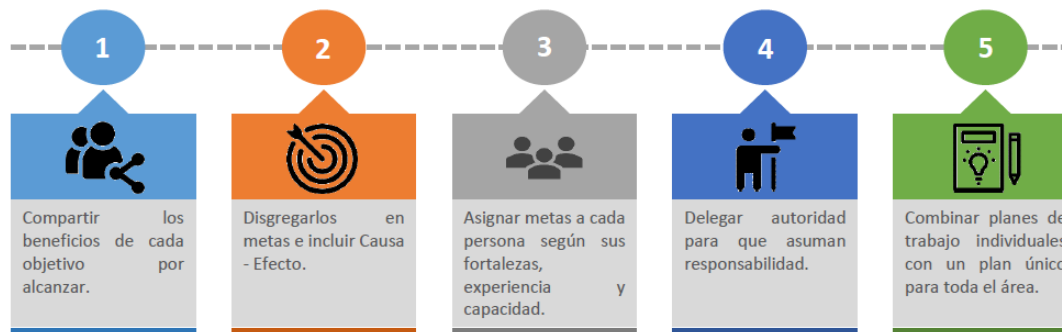 1
2
3
4
5
Compartir los
beneficios de cada
objetivo por
alcanzar.
Disgregarlos en
metas e incluir Causa
- Efecto.
Asignar metas a cada
persona según sus
fortalezas,
experiencia y
capacidad.
Delegar autoridad
para que asuman
responsabilidad.
Combinar planes de
trabajo individuales
con un plan único
para toda el área.